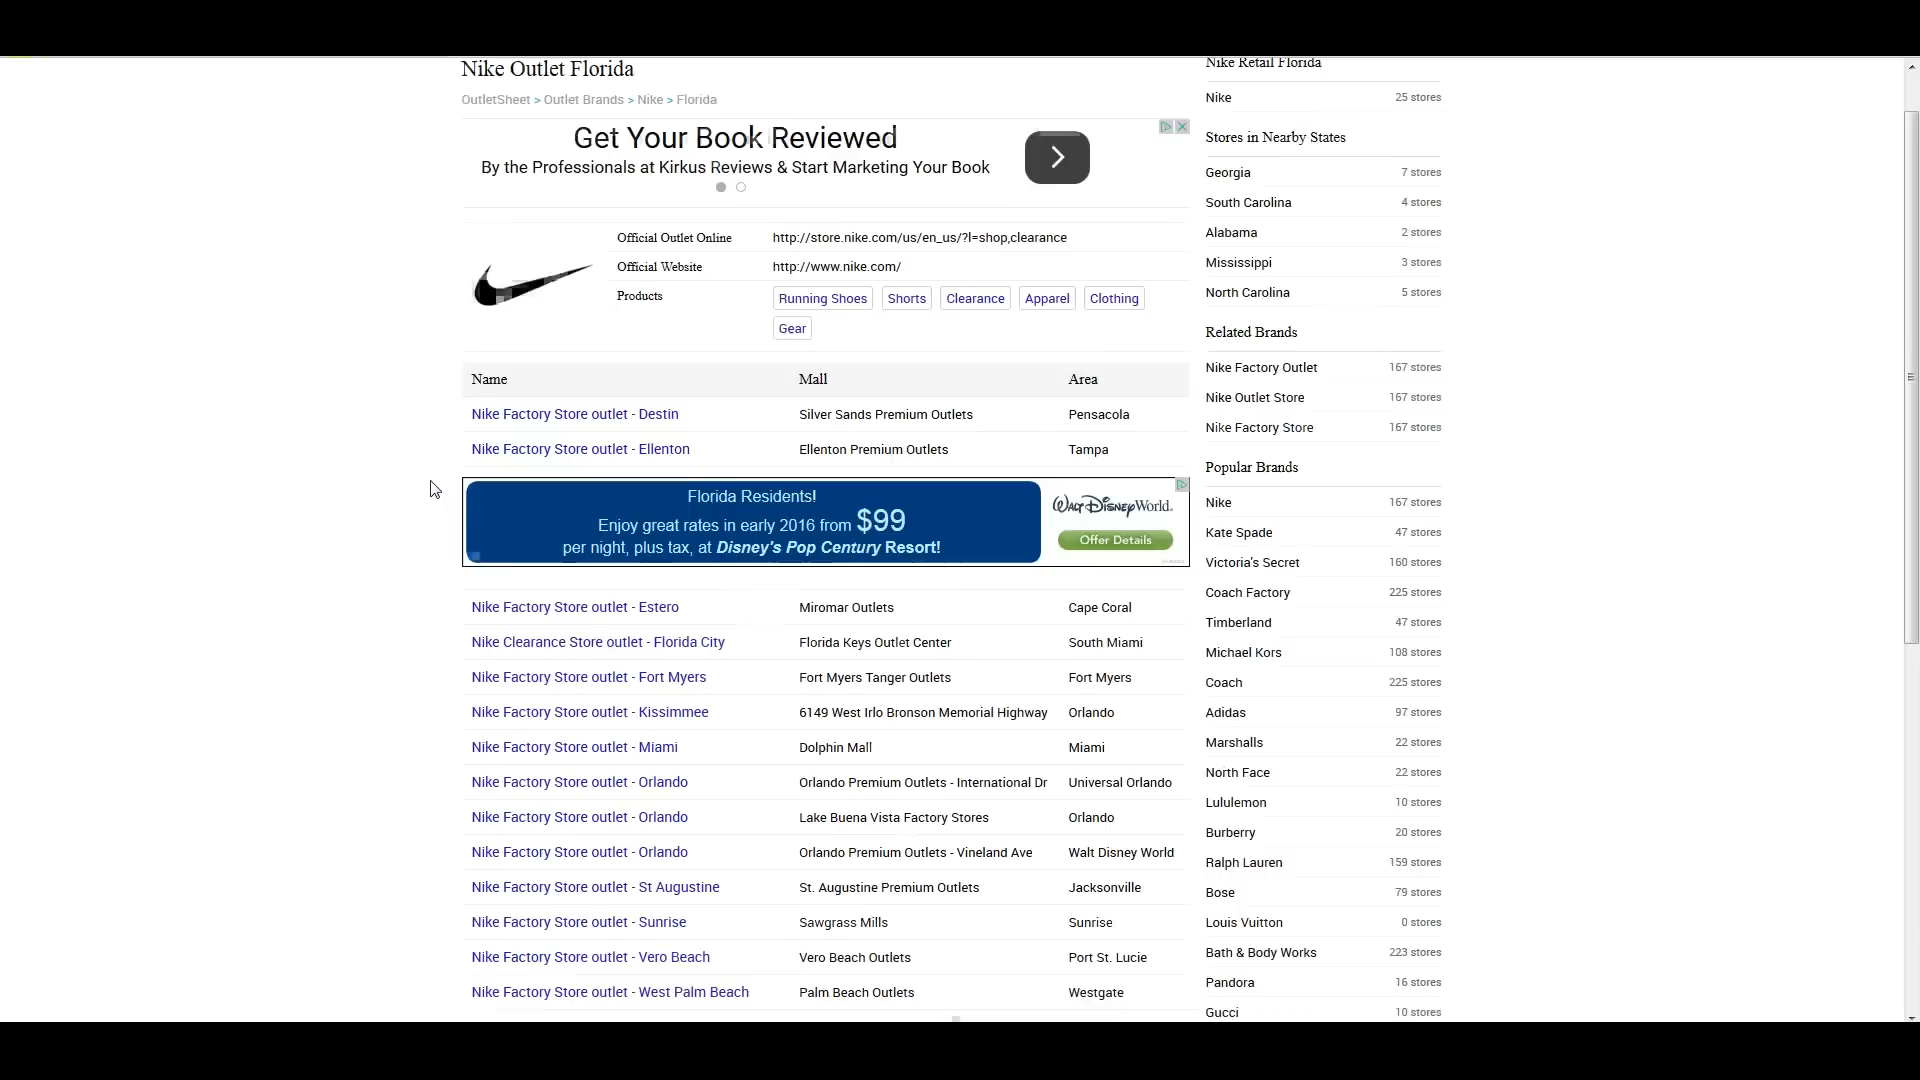 Nike Outlet Florida
OutletSheet > Outlet Brands > Nike > Florida
Get Your Book Reviewed
By the Professionals at Kirkus Reviews & Start Marketing Your Book
Official Outlet Online http://store.nike.com/us/en_us/?l=shop,clearance
Official Website http://www.nike.com/
Products Running Shoes Shorts Clearance Apparel Clothing
Gear
Name Mall Area
Nike Factory Store outlet - Destin Silver Sands Premium Outlets Pensacola
Nike Factory Store outlet - Ellenton Ellenton Premium Outlets Tampa
Florida Residents!
Enjoy great rates in early 2016 from $99
per night, plus tax, at Disney's Pop Century Resort!
Walt Disney World.
Offer Details
Nike Factory Store outlet - Estero Miromar Outlets Cape Coral
Nike Clearance Store outlet - Florida City Florida Keys Outlet Center South Miami
Nike Factory Store outlet - Fort Myers Fort Myers Tanger Outlets Fort Myers
Nike Factory Store outlet - Kissimmee 6149 West Irlo Bronson Memorial Highway Orlando
Nike Factory Store outlet - Miami Dolphin Mall Miami
Nike Factory Store outlet - Orlando Orlando Premium Outlets - International Dr Universal Orlando
Nike Factory Store outlet - Orlando Lake Buena Vista Factory Stores Orlando
Nike Factory Store outlet - Orlando Orlando Premium Outlets - Vineland Ave Walt Disney World
Nike Factory Store outlet - St Augustine St. Augustine Premium Outlets Jacksonville
Nike Factory Store outlet - Sunrise Sawgrass Mills Sunrise
Nike Factory Store outlet - Vero Beach Vero Beach Outlets Port St. Lucie
Nike Factory Store outlet - West Palm Beach Palm Beach Outlets Westgate
Nike Retail Florida
Nike 25 stores
Stores in Nearby States
Georgia 7 stores
South Carolina 4 stores
Alabama 2 stores
Mississippi 3 stores
North Carolina 5 stores
Related Brands
Nike Factory Outlet 167 stores
Nike Outlet Store 167 stores
Nike Factory Store 167 stores
Popular Brands
Nike 167 stores
Kate Spade 47 stores
Victoria's Secret 160 stores
Coach Factory 225 stores
Timberland 47 stores
Michael Kors 108 stores
Coach 225 stores
Adidas 97 stores
Marshalls 22 stores
North Face 22 stores
Lululemon 10 stores
Burberry 20 stores
Ralph Lauren 159 stores
Bose 79 stores
Louis Vuitton 0 stores
Bath & Body Works 223 stores
Pandora 16 stores
Gucci 10 stores